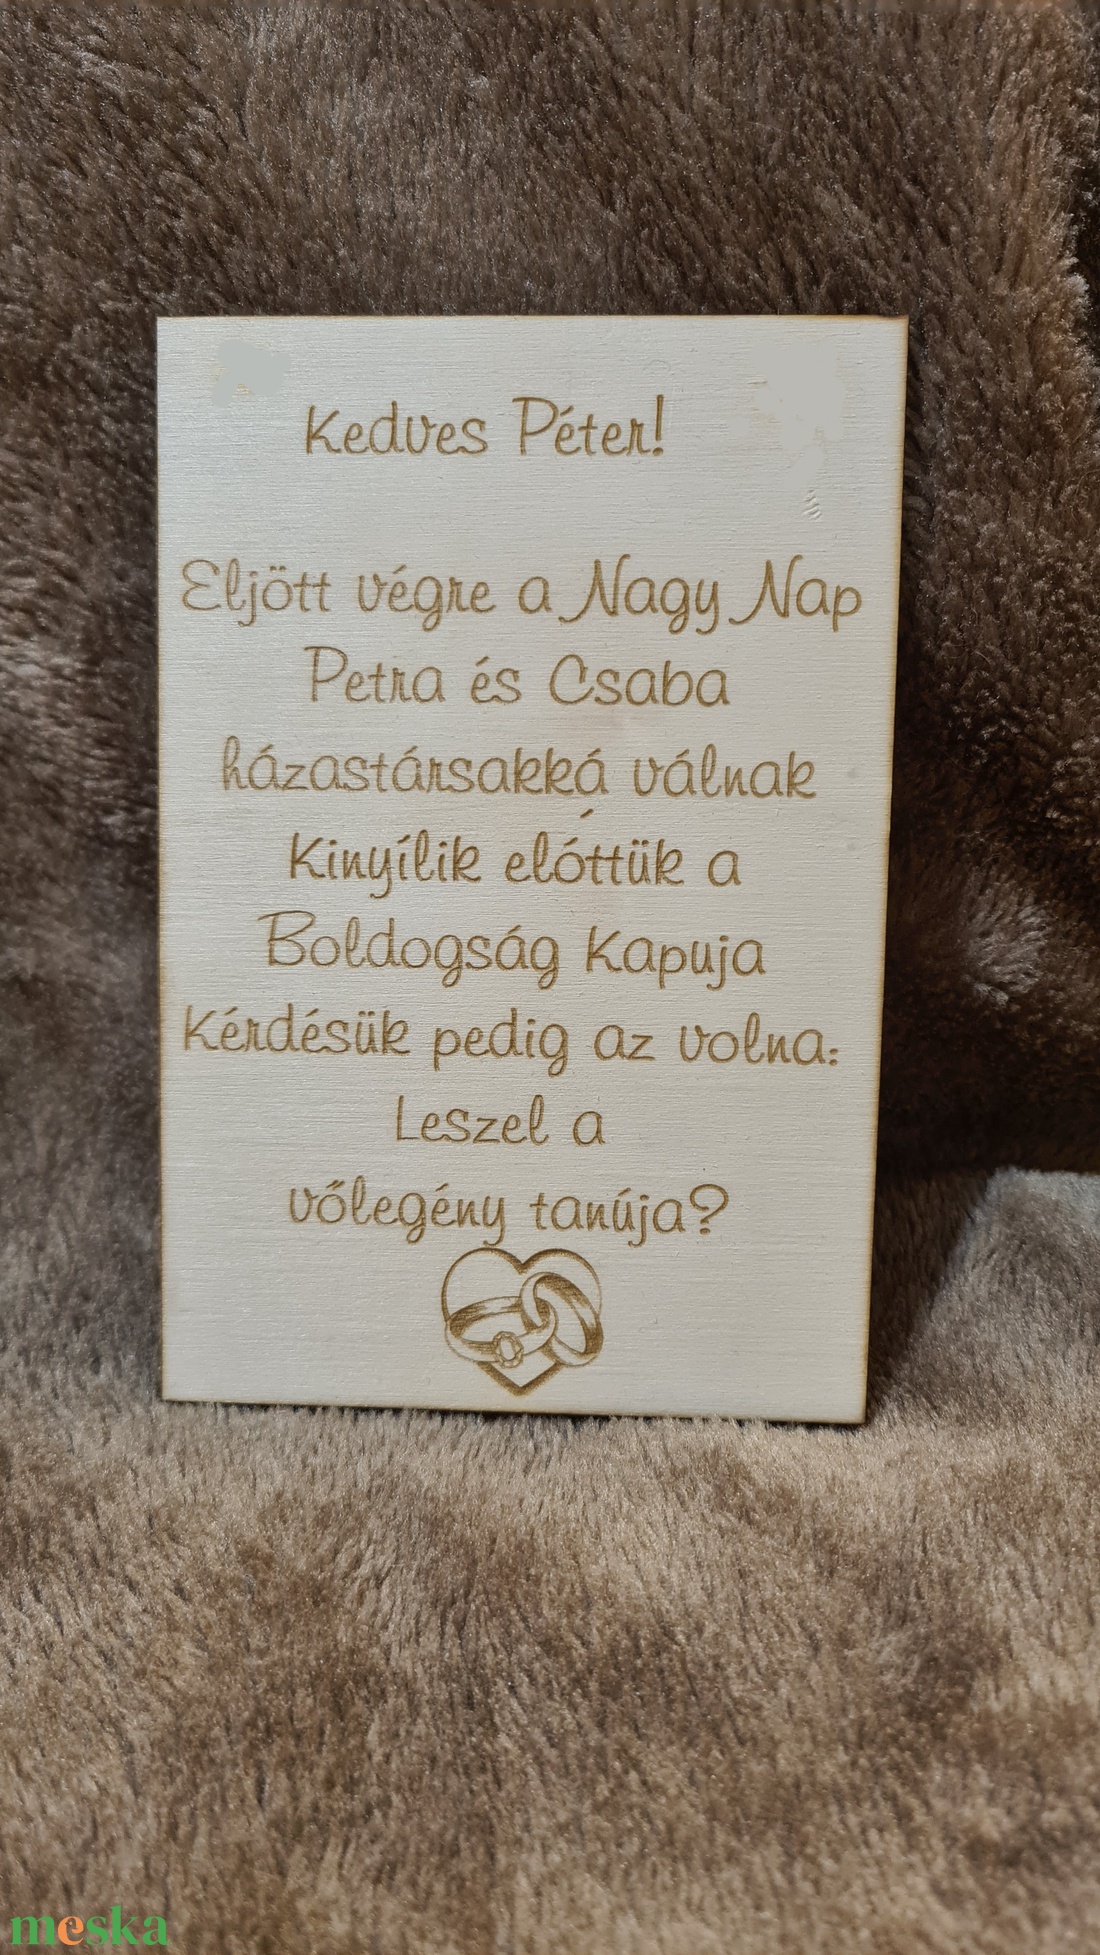 Kedves Péter!
Eljött végre a Nagy Nap
Petra és Csaba
házastársakká válnak
Kinyílik előttük a
Boldogság Kapuja
Kérdésük pedig az volna:
Leszel a
vőlegény tanúja?
meska